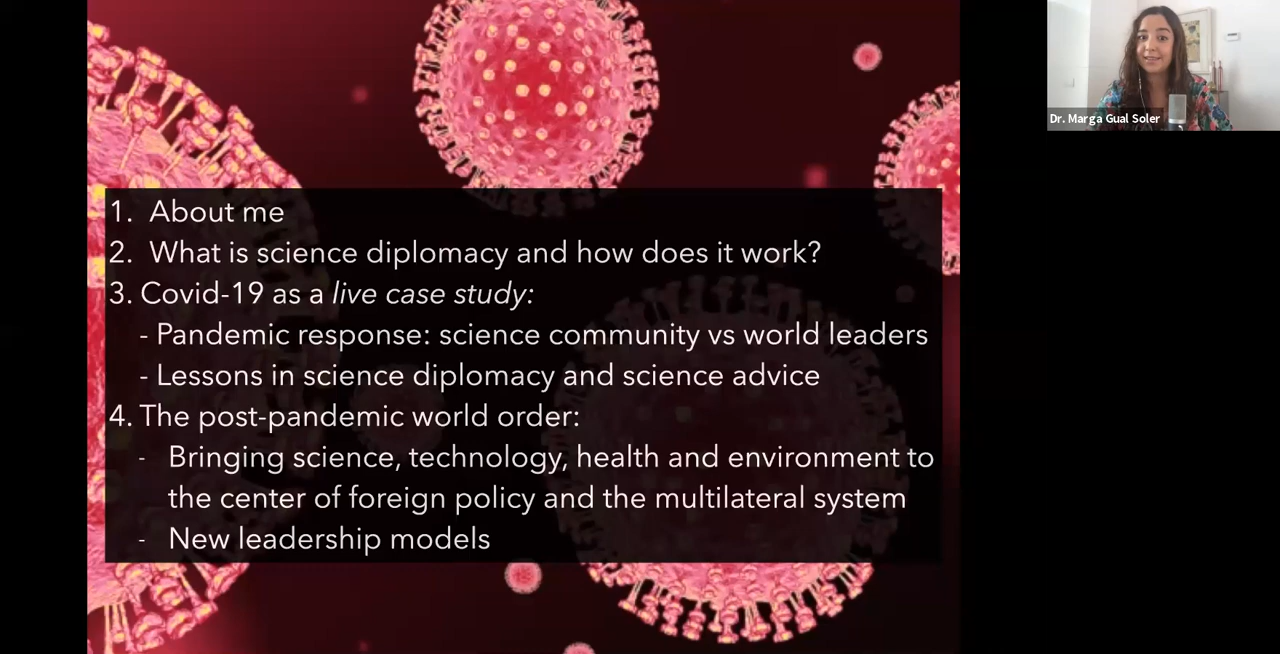 Dr. Marga Gual Soler
1. About me
2. What is science diplomacy and how does it work?
3. Covid-19 as a live case study:
- Pandemic response: science community vs world leaders
- Lessons in science diplomacy and science advice
4. The post-pandemic world order:
- Bringing science, technology, health and environment to
the center of foreign policy and the multilateral system
- New leadership models